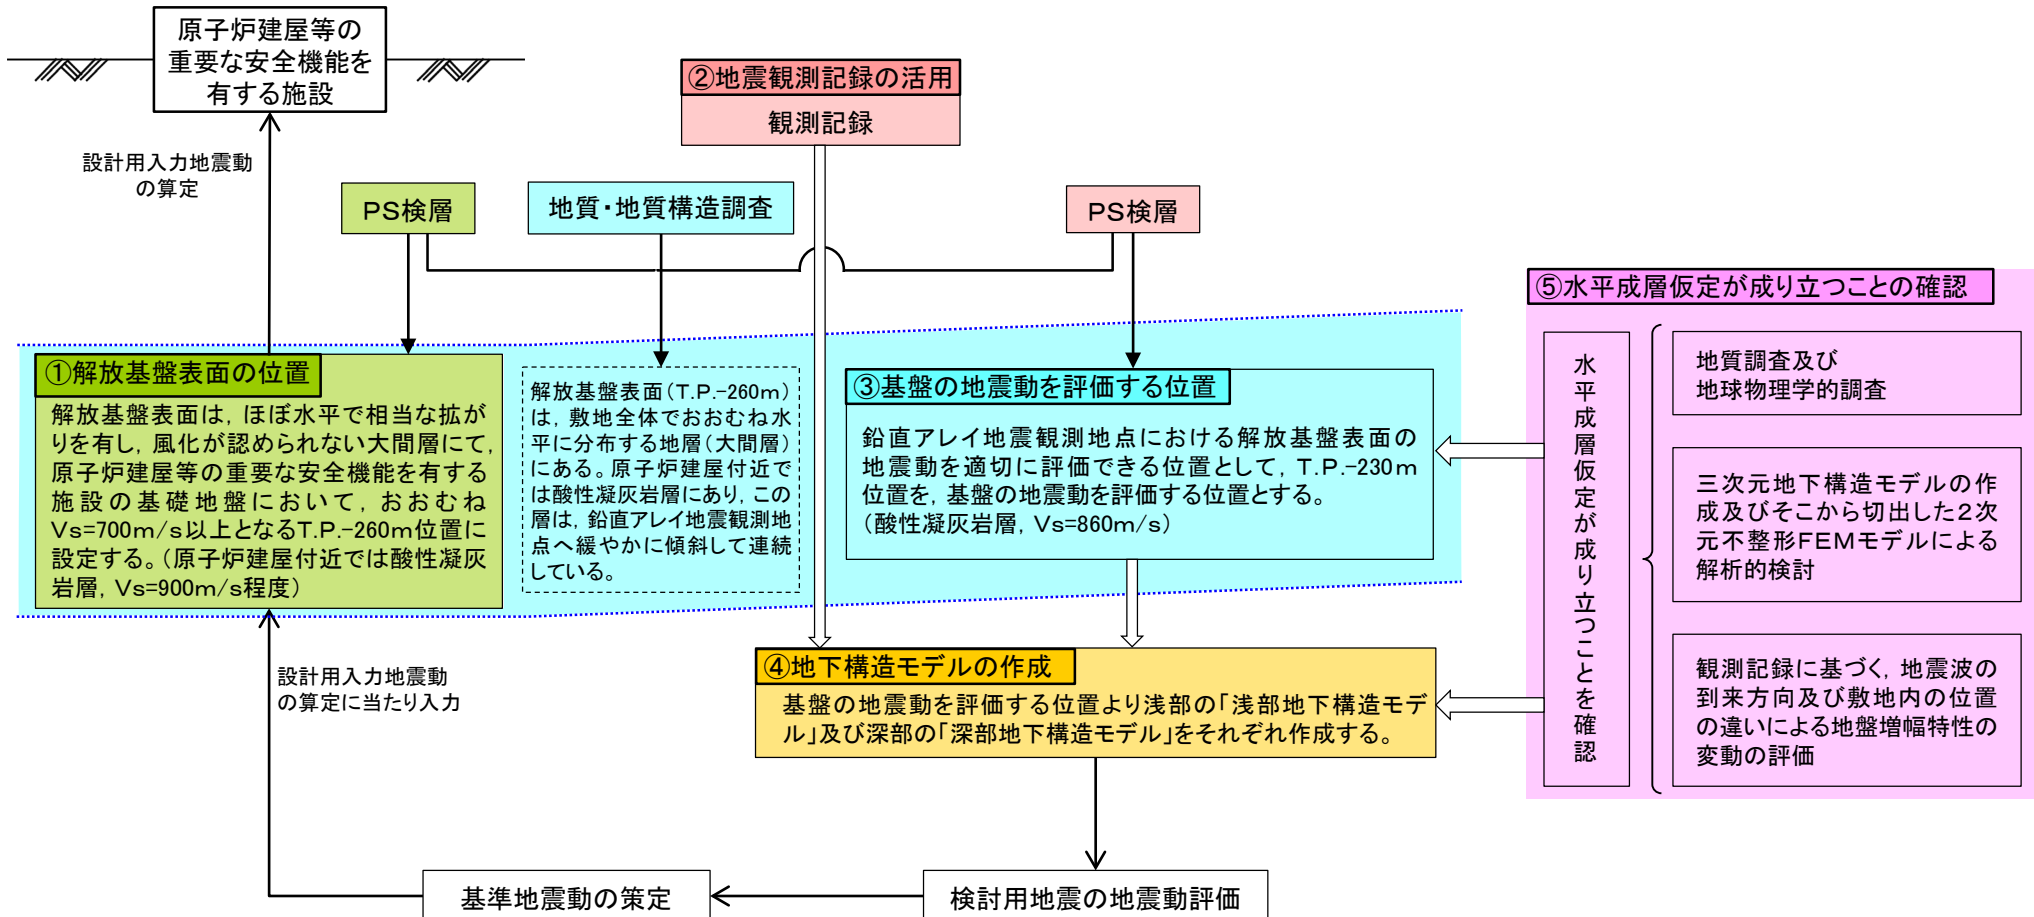 原子炉建屋等の
重要な安全機能を
有する施設
設計用入力地震動
の算定
②地震観測記録の活用
観測記録
PS検層
地質・地質構造調査
PS検層
①解放基盤表面の位置
解放基盤表面は,ほぼ水平で相当な拡が
りを有し,風化が認められない大間層にて,
原子炉建屋等の重要な安全機能を有する
施設の基礎地盤において,おおむね
Vs=700m/s以上となるT.P.-260m位置に
設定する。(原子炉建屋付近では酸性凝灰
岩層,Vs=900m/s程度)
解放基盤表面(T.P.-260m)
は,敷地全体でおおむね水
平に分布する地層(大間層)
にある。原子炉建屋付近で
は酸性凝灰岩層にあり,この
層は,鉛直アレイ地震観測地
点へ緩やかに傾斜して連続
している。
③基盤の地震動を評価する位置
鉛直アレイ地震観測地点における解放基盤表面の
地震動を適切に評価できる位置として,T.P.-230m
位置を,基盤の地震動を評価する位置とする。
(酸性凝灰岩層,Vs=860m/s)
④地下構造モデルの作成
基盤の地震動を評価する位置より浅部の「浅部地下構造モデ
ル」及び深部の「深部地下構造モデル」をそれぞれ作成する。
⑤水平成層仮定が成り立つことの確認
水平成層仮定が成り立つことを確認
地質調査及び
地球物理学的調査
三次元地下構造モデルの作
成及びそこから切出した2次
元不整形FEMモデルによる
解析的検討
観測記録に基づく,地震波の
到来方向及び敷地内の位置
の違いによる地盤増幅特性の
変動の評価
設計用入力地震動
の算定に当たり入力
基準地震動の策定
検討用地震の地震動評価